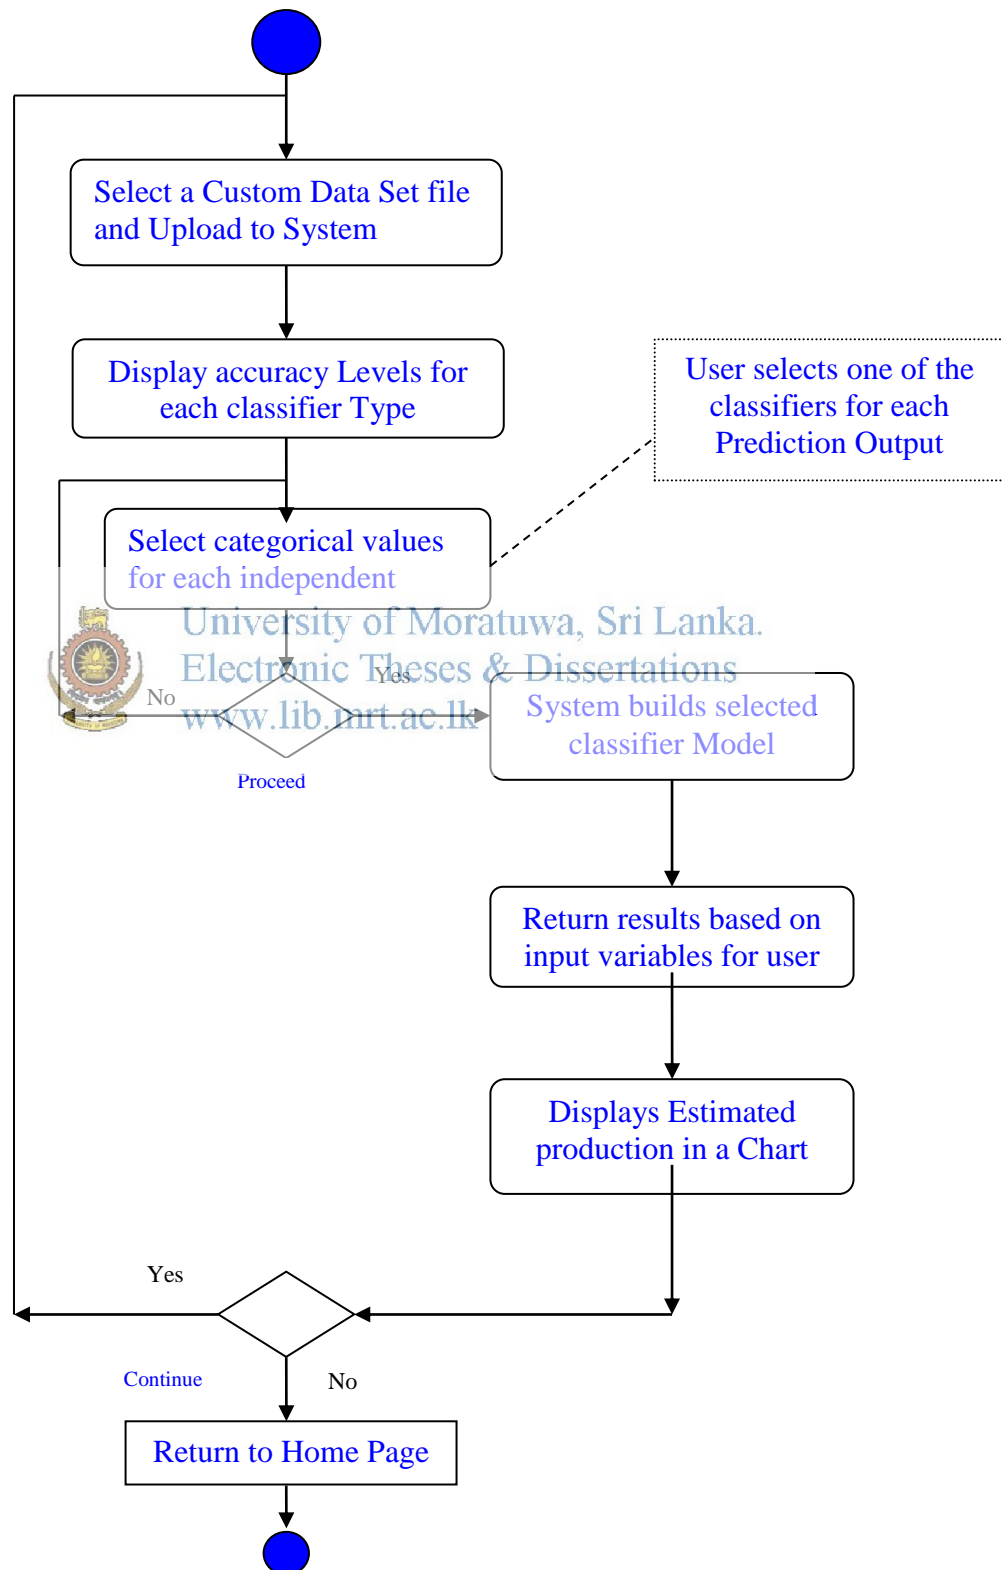 Select a Custom Data Set file
and Upload to System
Display accuracy Levels for
each classifier Type
User selects one of the
classifiers for each
Prediction Output
Select categorical values
for each independent
University of Moratuwa, Sri Lanka.
Electronic Theses & Dissertations
www.lib.mrt.ac.lk
No
Yes
System builds selected
classifier Model
Proceed
Return results based on
input variables for user
Displays Estimated
production in a Chart
Yes
Continue
No
Return to Home Page